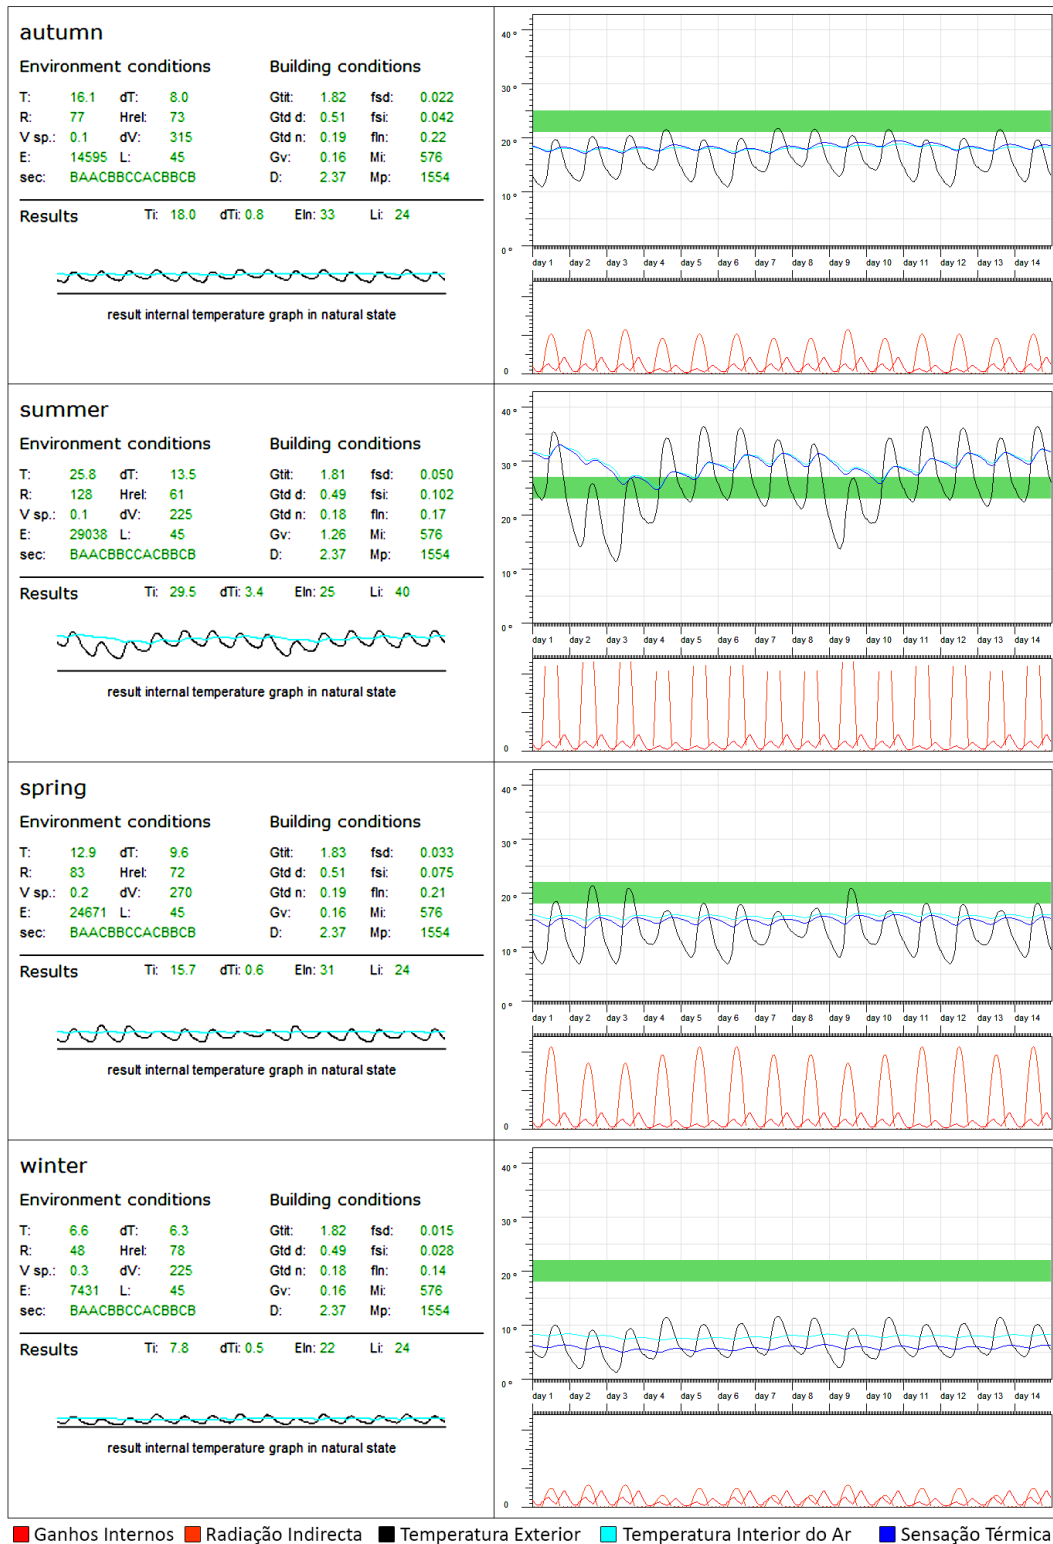 autumn
Environment conditions Building conditions
T: 16.1 dT: 8.0 Gtit: 1.82 fsd: 0.022
R: 77 Hrel: 73 Gtd d: 0.51 fsi: 0.042
V sp.: 0.1 dV: 315 Gtd n: 0.19 fln: 0.22
E: 14595 L: 45 Gv: 0.16 Mi: 576
sec: BAACBBCCACBBCB D: 2.37 Mp: 1554
Results Ti: 18.0 dTi: 0.8 Eln: 33 Li: 24
result internal temperature graph in natural state
40 º
30 º
20 º
10 º
0 º
day 1 day 2 day 3 day 4 day 5 day 6 day 7 day 8 day 9 day 10 day 11 day 12 day 13 day 14
0
summer
Environment conditions Building conditions
T: 25.8 dT: 13.5 Gtit: 1.81 fsd: 0.050
R: 128 Hrel: 61 Gtd d: 0.49 fsi: 0.102
V sp.: 0.1 dV: 225 Gtd n: 0.18 fln: 0.17
E: 29038 L: 45 Gv: 1.26 Mi: 576
sec: BAACBBCCACBBCB D: 2.37 Mp: 1554
Results Ti: 29.5 dTi: 3.4 Eln: 25 Li: 40
result internal temperature graph in natural state
40 º
30 º
20 º
10 º
0 º
day 1 day 2 day 3 day 4 day 5 day 6 day 7 day 8 day 9 day 10 day 11 day 12 day 13 day 14
0
spring
Environment conditions Building conditions
T: 12.9 dT: 9.6 Gtit: 1.83 fsd: 0.033
R: 83 Hrel: 72 Gtd d: 0.51 fsi: 0.075
V sp.: 0.2 dV: 270 Gtd n: 0.19 fln: 0.21
E: 24671 L: 45 Gv: 0.16 Mi: 576
sec: BAACBBCCACBBCB D: 2.37 Mp: 1554
Results Ti: 15.7 dTi: 0.6 Eln: 31 Li: 24
result internal temperature graph in natural state
40 º
30 º
20 º
10 º
0 º
day 1 day 2 day 3 day 4 day 5 day 6 day 7 day 8 day 9 day 10 day 11 day 12 day 13 day 14
0
winter
Environment conditions Building conditions
T: 6.6 dT: 6.3 Gtit: 1.82 fsd: 0.015
R: 48 Hrel: 78 Gtd d: 0.49 fsi: 0.028
V sp.: 0.3 dV: 225 Gtd n: 0.18 fln: 0.14
E: 7431 L: 45 Gv: 0.16 Mi: 576
sec: BAACBBCCACBBCB D: 2.37 Mp: 1554
Results Ti: 7.8 dTi: 0.5 Eln: 22 Li: 24
result internal temperature graph in natural state
40 º
30 º
20 º
10 º
0 º
day 1 day 2 day 3 day 4 day 5 day 6 day 7 day 8 day 9 day 10 day 11 day 12 day 13 day 14
0
Ganhos Internos Radiação Indirecta Temperatura Exterior Temperatura Interior do Ar Sensação Térmica